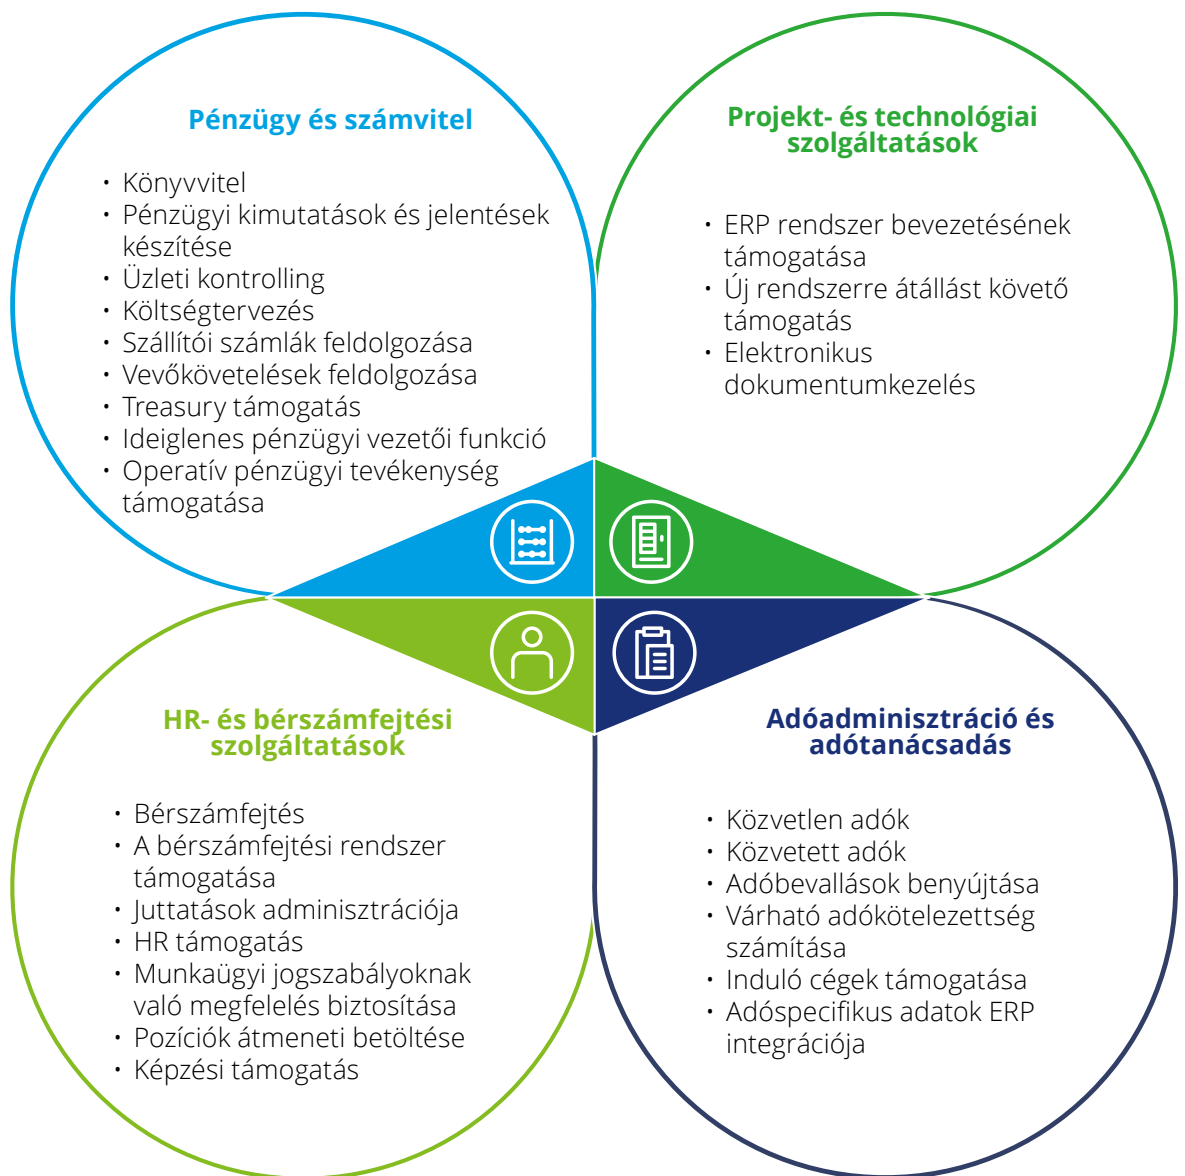 Pénzügy és számvitel
• Könyvvitel
• Pénzügyi kimutatások és jelentések
készítése
• Üzleti kontrolling
• Költségtervezés
• Szállítói számlák feldolgozása
• Vevőkövetelések feldolgozása
• Treasury támogatás
• Ideiglenes pénzügyi vezetői funkció
• Operatív pénzügyi tevékenység
támogatása
Projekt- és technológiai
szolgáltatások
• ERP rendszer bevezetésének
támogatása
• Új rendszerre átállást követő
támogatás
• Elektronikus
dokumentumkezelés
HR- és bérszámfejtési
szolgáltatások
• Bérszámfejtés
• A bérszámfejtési rendszer
támogatása
• Juttatások adminisztrációja
• HR támogatás
• Munkaügyi jogszabályoknak
való megfelelés biztosítása
• Pozíciók átmeneti betöltése
• Képzési támogatás
Adóadminisztráció és
adótanácsadás
• Közvetlen adók
• Közvetett adók
• Adóbevallások benyújtása
• Várható adókötelezettség
számítása
• Induló cégek támogatása
• Adóspecifikus adatok ERP
integrációja